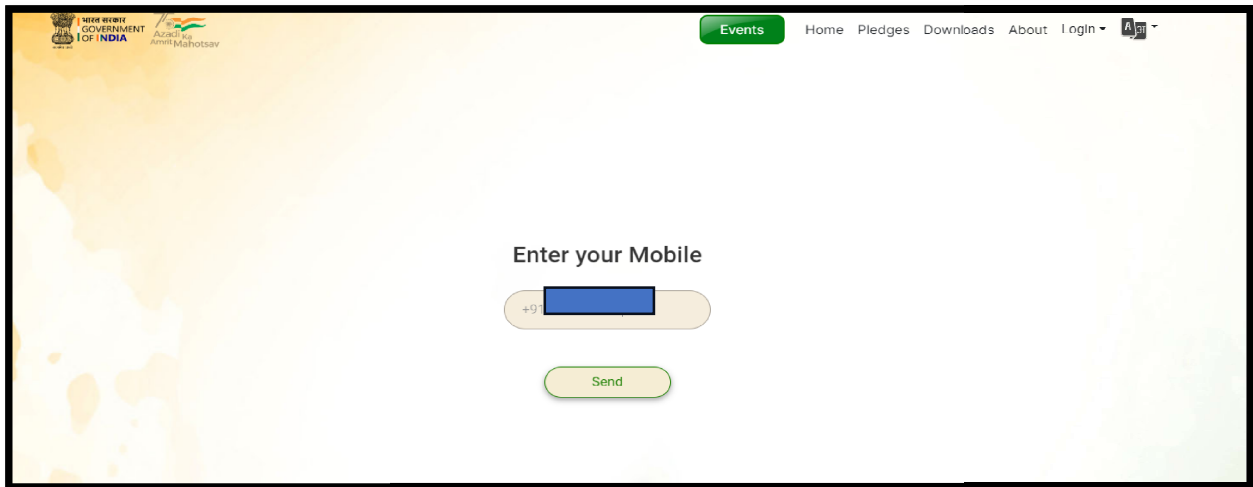 भारत सरकार
GOVERNMENT
OF INDIA
Azadi Ka
Amrit Mahotsav
Events
Home Pledges Downloads About Login
A अ
Enter your Mobile
+91
Send